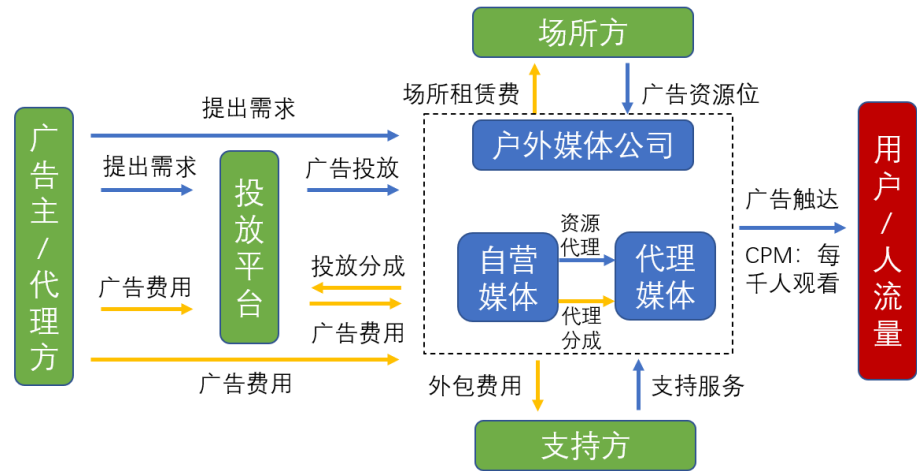 场所方
场所租赁费
广告资源位
提出需求
户外媒体公司
广告主/代理方
提出需求
投放平台
广告投放
用户/人流量
广告触达
CPM：每
千人观看
资源
代理
自营
媒体
代理
媒体
投放分成
广告费用
广告费用
代理
分成
广告费用
外包费用
支持服务
支持方